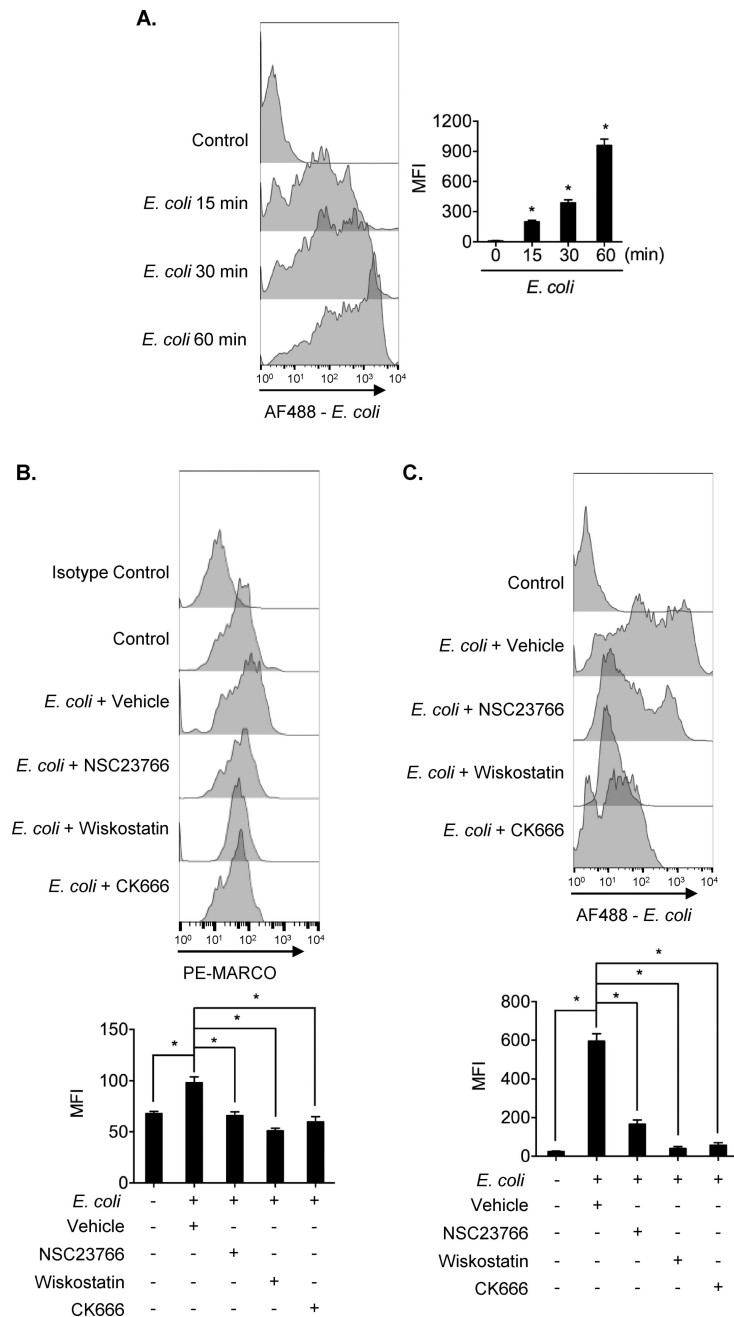 A.
Control
E. coli 15 min
E. coli 30 min
E. coli 60 min
10⁰ 10¹ 10² 10³ 10⁴
AF488 - E. coli
MFI
1200
900
600
300
0
* * *
0 15 30 60 (min)
E. coli
B.
Isotype Control
Control
E. coli + Vehicle
E. coli + NSC23766
E. coli + Wiskostatin
E. coli + CK666
10⁰ 10¹ 10² 10³ 10⁴
PE-MARCO
MFI
150
100
50
0
* * * *
E. coli - + + + +
Vehicle - + - - -
NSC23766 - - + - -
Wiskostatin - - - + -
CK666 - - - - +
C.
Control
E. coli + Vehicle
E. coli + NSC23766
E. coli + Wiskostatin
E. coli + CK666
10⁰ 10¹ 10² 10³ 10⁴
AF488 - E. coli
MFI
800
600
400
200
0
* * * *
E. coli - + + + +
Vehicle - + - - -
NSC23766 - - + - -
Wiskostatin - - - + -
CK666 - - - - +